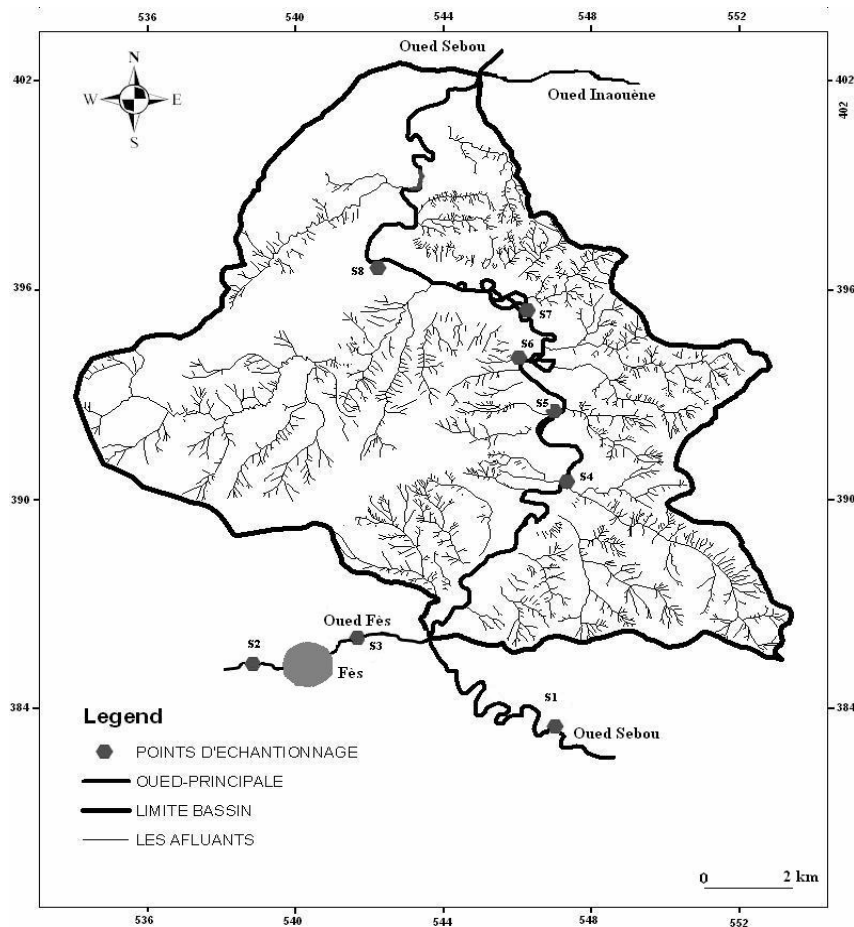 536 540 544 548 552
Oued Sebou
402
402
402
N
Oued Inaouène
W E
S
S8
396
396
S7
S6
S5
S4
390
390
Oued Fès
S2
S3
Fès
S1
384
384
Legend
Oued Sebou
POINTS D'ECHANTIONNAGE
OUED-PRINCIPALE
LIMITE BASSIN
LES AFLUANTS
0 2 km
536 540 544 548 552